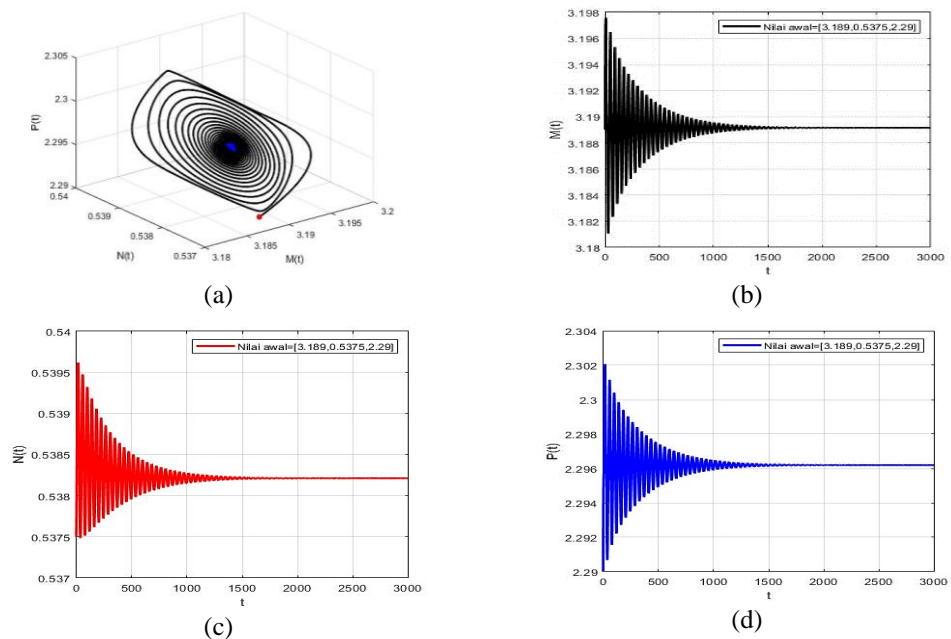 2.305
2.3
2.295
2.29
P(t)
0.54
0.539
0.538
0.537
N(t)
3.18
3.185
3.19
3.195
3.2
M(t)
(a)
3.198
3.196
3.194
3.192
3.19
3.188
3.186
3.184
3.182
3.18
M(t)
Nilai awal=[3.189,0.5375,2.29]
0 500 1000 1500 2000 2500 3000
t
(b)
0.54
0.5395
0.539
0.5385
0.538
0.5375
0.537
N(t)
Nilai awal=[3.189,0.5375,2.29]
0 500 1000 1500 2000 2500 3000
t
(c)
2.304
2.302
2.3
2.298
2.296
2.294
2.292
2.29
P(t)
Nilai awal=[3.189,0.5375,2.29]
0 500 1000 1500 2000 2500 3000
t
(d)